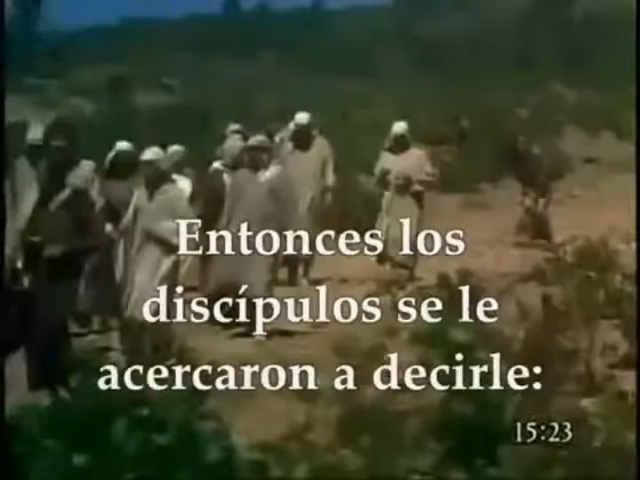 Entonces los
discípulos se le
acercaron a decirle:
15:23